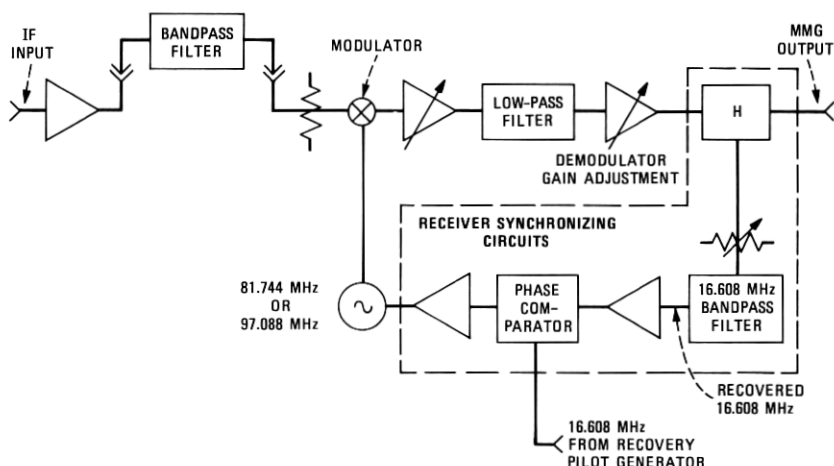 IF
INPUT
BANDPASS
FILTER
MODULATOR
MMG
OUTPUT
LOW-PASS
FILTER
H
DEMODULATOR
GAIN ADJUSTMENT
RECEIVER SYNCHRONIZING
CIRCUITS
81.744 MHz
OR
97.088 MHz
PHASE
COM-
PARATOR
16.608 MHz
BANDPASS
FILTER
RECOVERED
16.608 MHz
16.608 MHz
FROM RECOVERY
PILOT GENERATOR